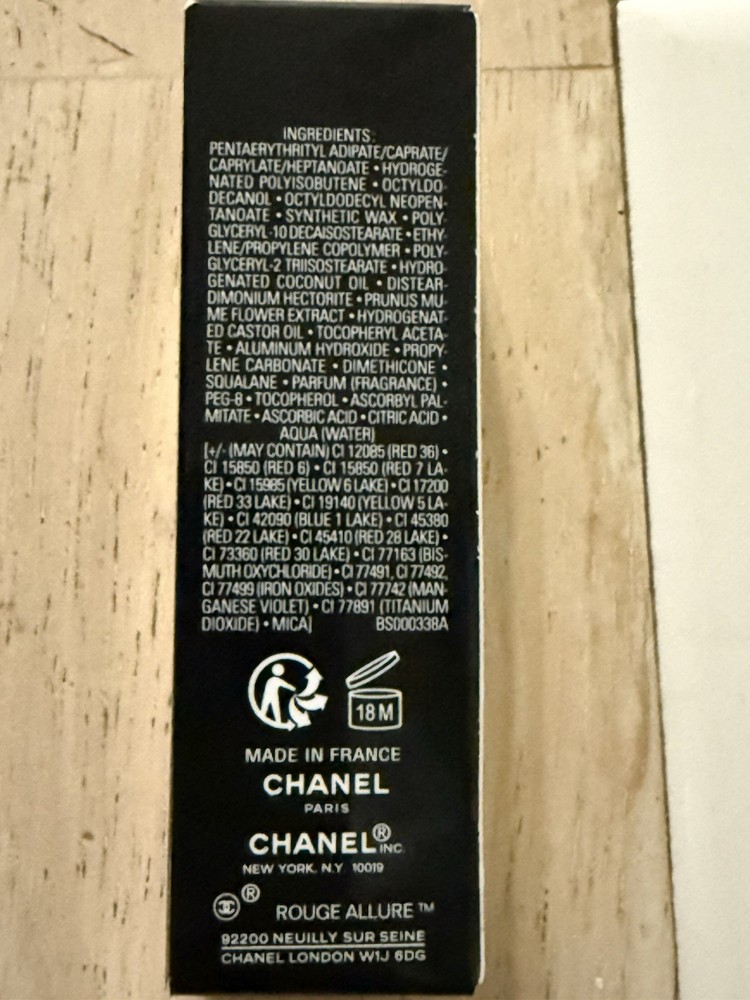 INGREDIENTS:
PENTAERYTHRITYL ADIPATE/CAPRATE/
CAPRYLATE/HEPTANOATE • HYDROGE-
NATED POLYISOBUTENE • OCTYLDO-
DECANOL • OCTYLDODECYL NEOPEN-
TANOATE • SYNTHETIC WAX • POLY-
GLYCERYL-10 DECAISOSTEARATE • ETHY-
LENE/PROPYLENE COPOLYMER • POLY-
GLYCERYL-2 TRIISOSTEARATE • HYDRO-
GENATED COCONUT OIL • DISTEAR-
DIMONIUM HECTORITE • PRUNUS MU-
ME FLOWER EXTRACT • HYDROGENAT-
ED CASTOR OIL • TOCOPHERYL ACETA-
TE • ALUMINUM HYDROXIDE • PROPY-
LENE CARBONATE • DIMETHICONE •
SQUALANE • PARFUM (FRAGRANCE) •
PEG-8 • TOCOPHEROL • ASCORBYL PAL-
MITATE • ASCORBIC ACID • CITRIC ACID •
AQUA (WATER)
[+/- (MAY CONTAIN) CI 12085 (RED 36) •
CI 15850 (RED 6) • CI 15850 (RED 7 LA-
KE) • CI 15985 (YELLOW 6 LAKE) • CI 17200
(RED 33 LAKE) • CI 19140 (YELLOW 5 LA-
KE) • CI 42090 (BLUE 1 LAKE) • CI 45380
(RED 22 LAKE) • CI 45410 (RED 28 LAKE) •
CI 73360 (RED 30 LAKE) • CI 77163 (BIS-
MUTH OXYCHLORIDE) • CI 77491, CI 77492,
CI 77499 (IRON OXIDES) • CI 77742 (MAN-
GANESE VIOLET) • CI 77891 (TITANIUM
DIOXIDE) • MICA] BS000338A
18 M
MADE IN FRANCE
CHANEL
PARIS
CHANEL® INC.
NEW YORK. N.Y 10019
® ROUGE ALLURE™
92200 NEUILLY SUR SEINE
CHANEL LONDON W1J 6DG